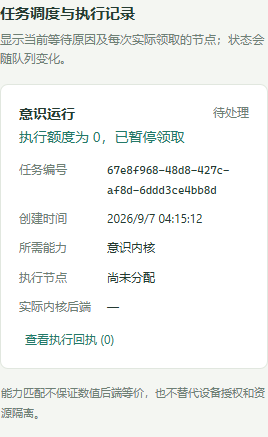 任务调度与执行记录
显示当前等待原因及每次实际领取的节点；状态会
随队列变化。
意识运行 待处理
执行额度为 0，已暂停领取
任务编号 67e8f968-48d8-427c-
af8d-6ddd3ce4bb8d
创建时间 2026/9/7 04:15:12
所需能力 意识内核
执行节点 尚未分配
实际内核后端 —
查看执行回执 (0)
能力匹配不保证数值后端等价，也不替代设备授权和资
源隔离。